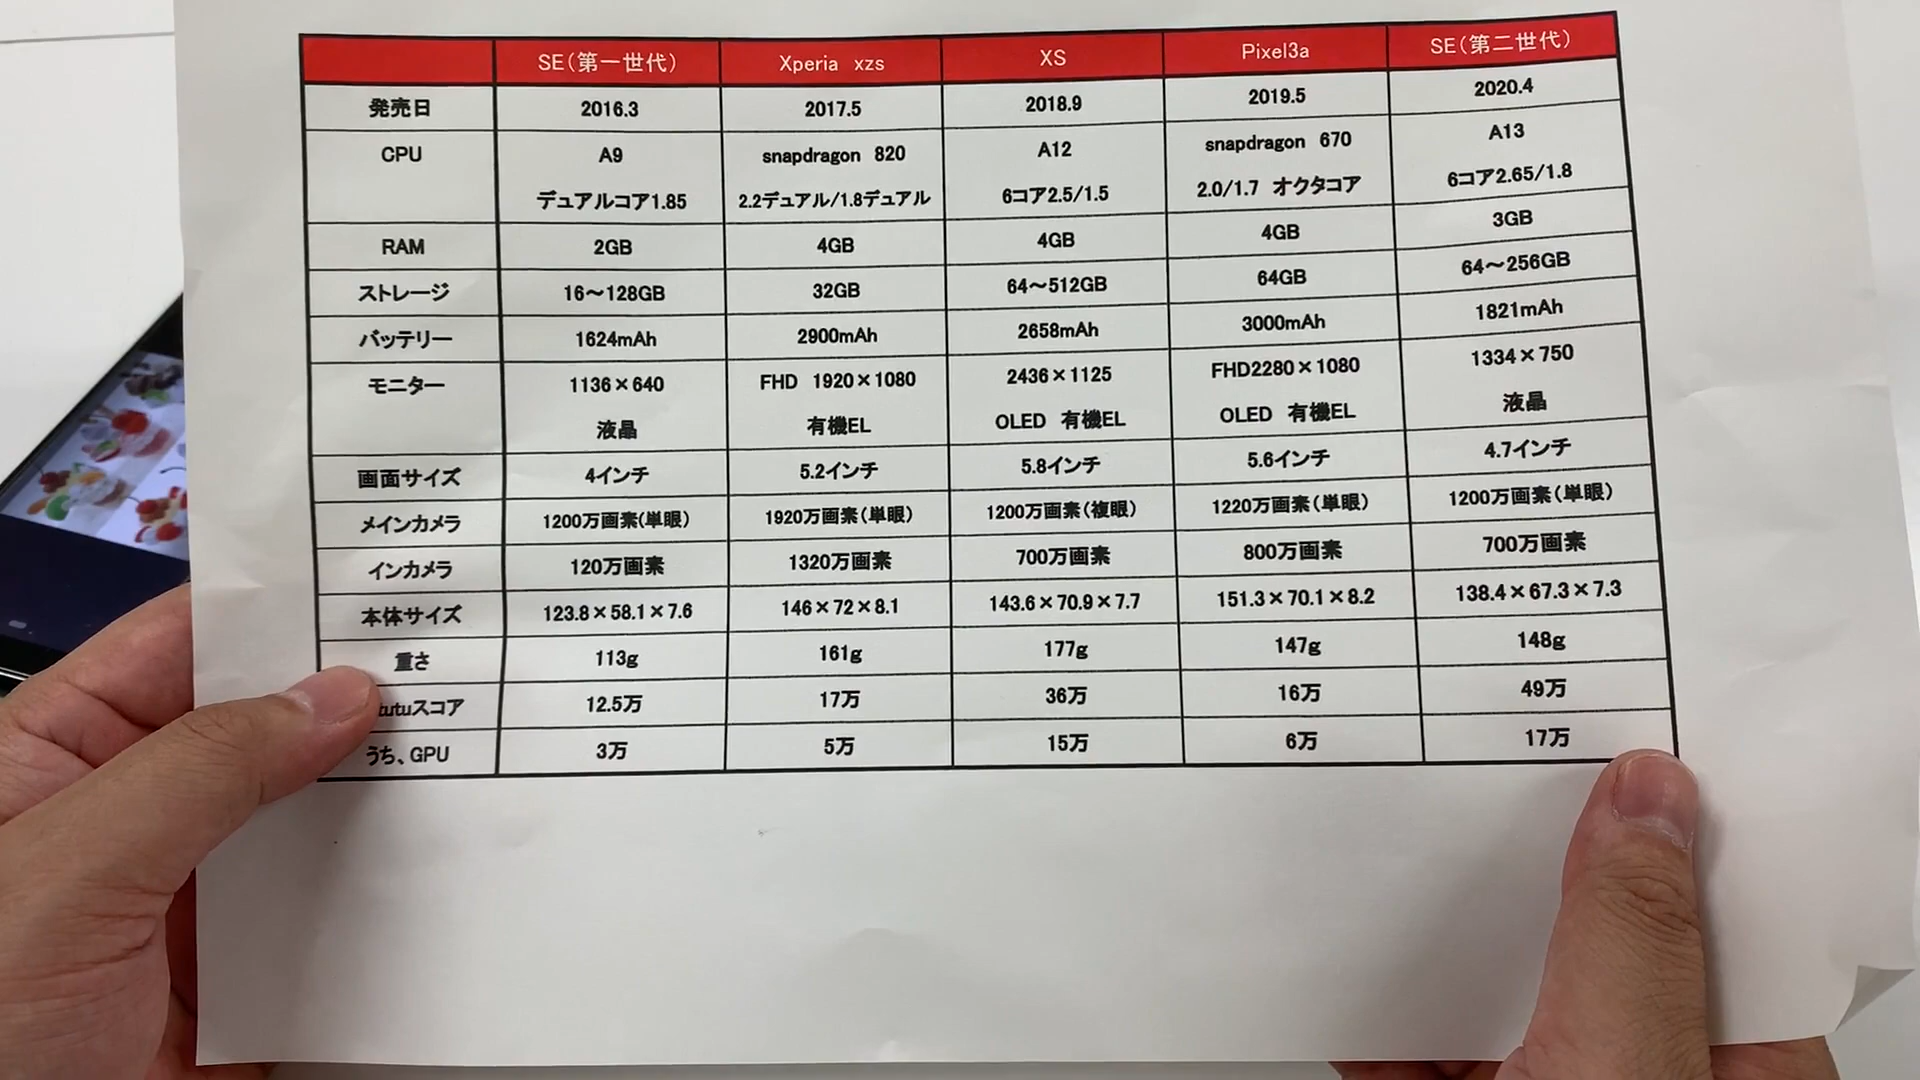 SE（第一世代） Xperia xzs XS Pixel3a SE（第二世代）
発売日 2016.3 2017.5 2018.9 2019.5 2020.4
CPU A9 snapdragon 820 A12 snapdragon 670 A13
デュアルコア1.85 2.2デュアル/1.8デュアル 6コア2.5/1.5 2.0/1.7 オクタコア 6コア2.65/1.8
RAM 2GB 4GB 4GB 4GB 3GB
ストレージ 16～128GB 32GB 64～512GB 64GB 64～256GB
バッテリー 1624mAh 2900mAh 2658mAh 3000mAh 1821mAh
モニター 1136×640 FHD 1920×1080 2436×1125 FHD2280×1080 1334×750
液晶 有機EL OLED 有機EL OLED 有機EL 液晶
画面サイズ 4インチ 5.2インチ 5.8インチ 5.6インチ 4.7インチ
メインカメラ 1200万画素(単眼) 1920万画素(単眼) 1200万画素(複眼) 1220万画素(単眼) 1200万画素(単眼)
インカメラ 120万画素 1320万画素 700万画素 800万画素 700万画素
本体サイズ 123.8×58.1×7.6 146×72×8.1 143.6×70.9×7.7 151.3×70.1×8.2 138.4×67.3×7.3
重さ 113g 161g 177g 147g 148g
tutuスコア 12.5万 17万 36万 16万 49万
うち、GPU 3万 5万 15万 6万 17万